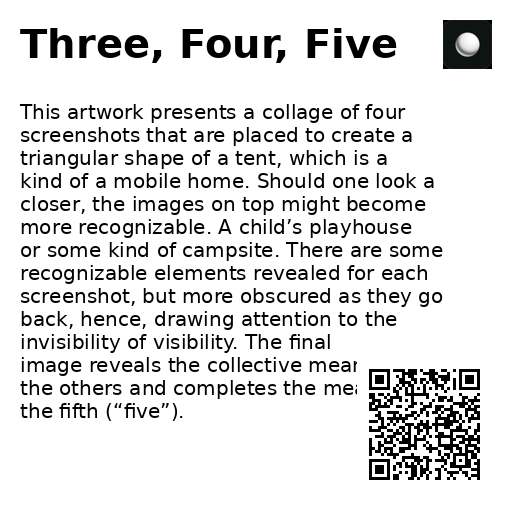 Three, Four, Five
This artwork presents a collage of four
screenshots that are placed to create a
triangular shape of a tent, which is a
kind of a mobile home. Should one look a
closer, the images on top might become
more recognizable. A child’s playhouse
or some kind of campsite. There are some
recognizable elements revealed for each
screenshot, but more obscured as they go
back, hence, drawing attention to the
invisibility of visibility. The final
image reveals the collective
the others and completes the
the fifth (“five”).